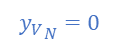 y_{V_N} = 0